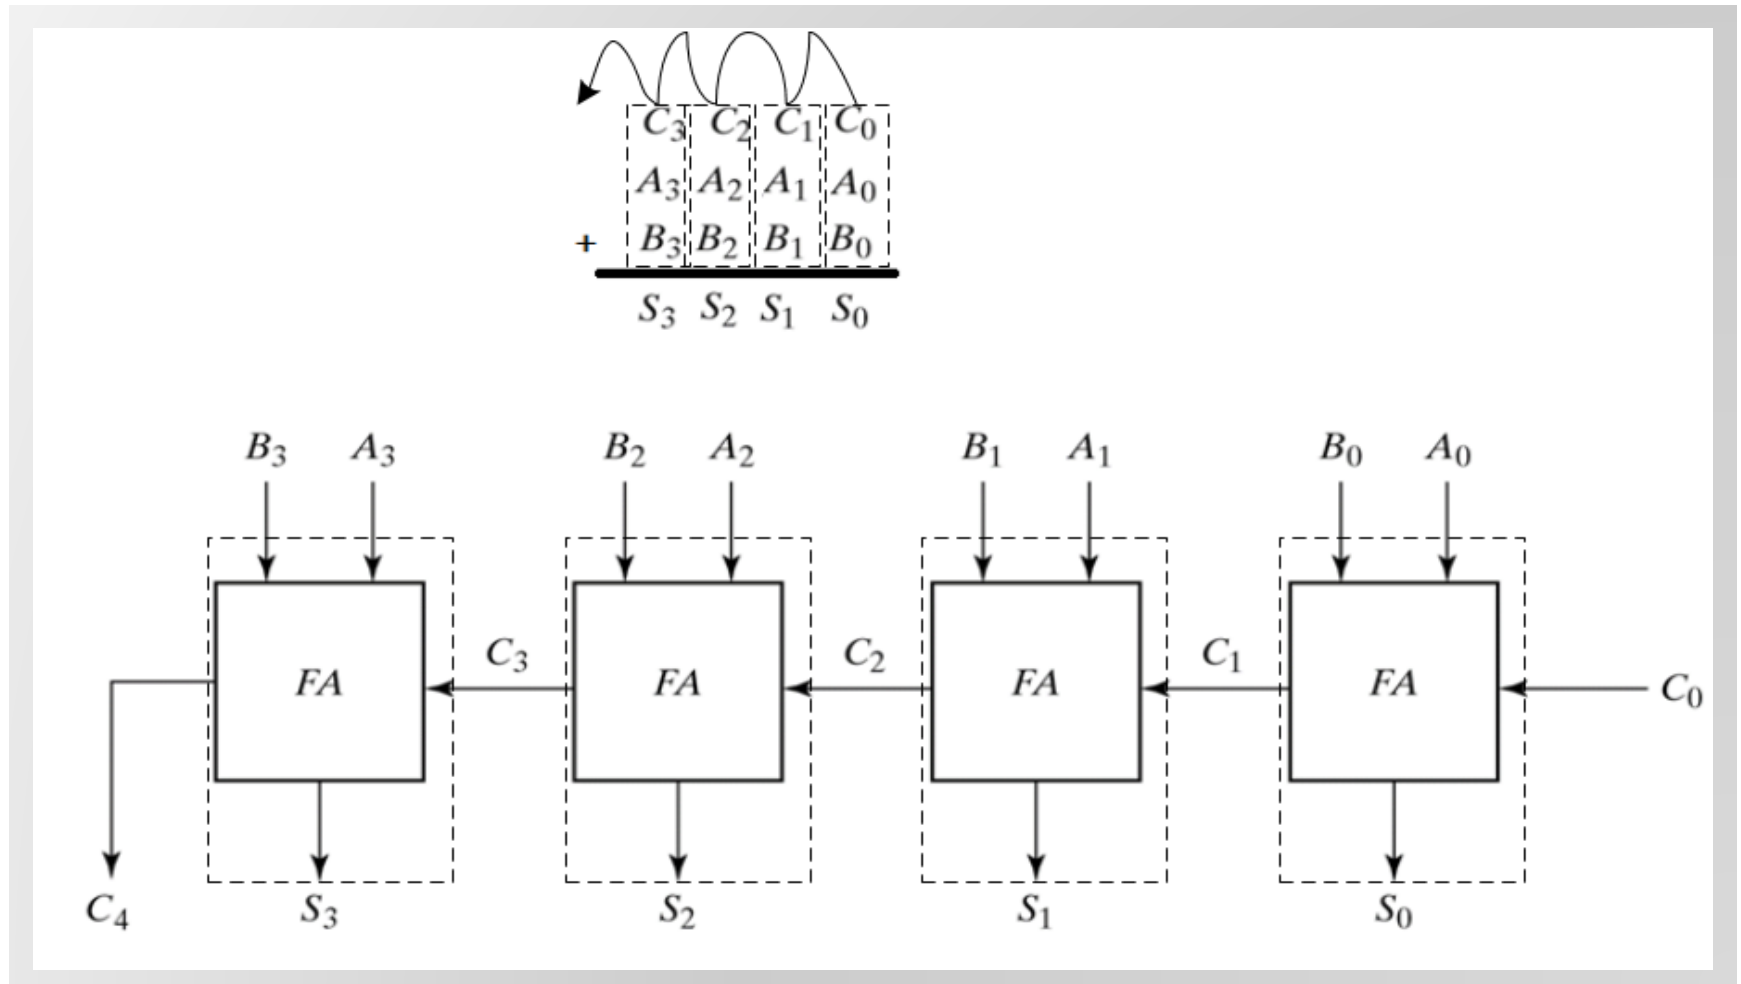 C₃ C₂ C₁ C₀
A₃ A₂ A₁ A₀
+ B₃ B₂ B₁ B₀
S₃ S₂ S₁ S₀
B₃ A₃ B₂ A₂ B₁ A₁ B₀ A₀
C₃ C₂ C₁
FA FA FA FA C₀
C₄ S₃ S₂ S₁ S₀